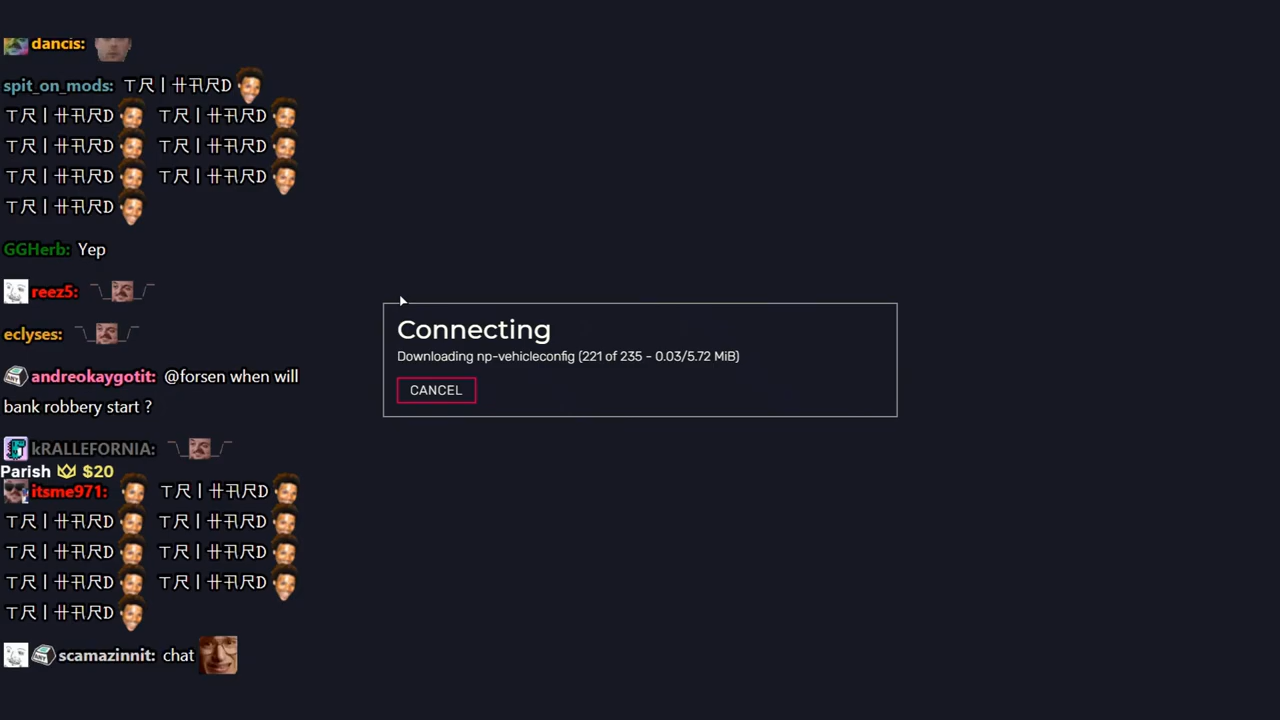 dancis:
spit_on_mods: ㄒ尺丨卄卂尺D
ㄒ尺丨卄卂尺D ㄒ尺丨卄卂尺D
ㄒ尺丨卄卂尺D ㄒ尺丨卄卂尺D
ㄒ尺丨卄卂尺D ㄒ尺丨卄卂尺D
ㄒ尺丨卄卂尺D
GGHerb: Yep
reez5: ¯\_ _/¯
eclyses: ¯\_ _/¯
andreokaygotit: @forsen when will
bank robbery start ?
kRALLEFORNIA: ¯\_ _/¯
Parish $20
itsme971: ㄒ尺丨卄卂尺D
ㄒ尺丨卄卂尺D ㄒ尺丨卄卂尺D
ㄒ尺丨卄卂尺D ㄒ尺丨卄卂尺D
ㄒ尺丨卄卂尺D ㄒ尺丨卄卂尺D
ㄒ尺丨卄卂尺D
scamazinnit: chat
Connecting
Downloading np-vehicleconfig (221 of 235 - 0.03/5.72 MiB)
CANCEL